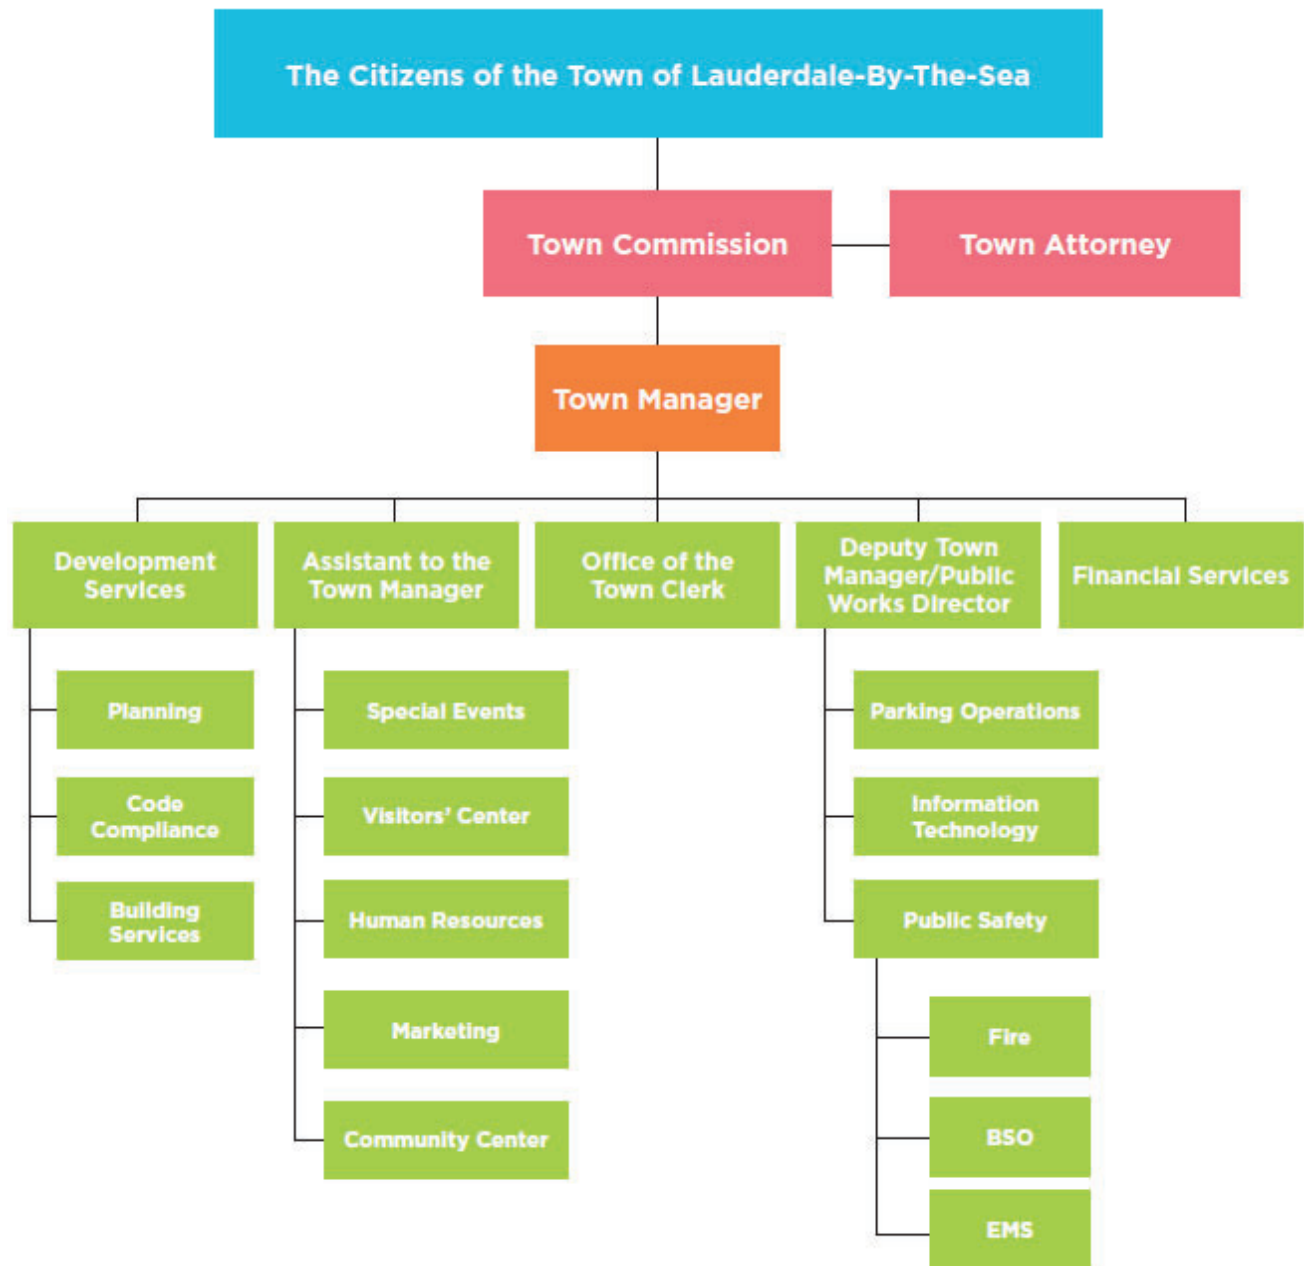 The Citizens of the Town of Lauderdale-By-The-Sea
Town Commission
Town Attorney
Town Manager
Development
Services
Assistant to the
Town Manager
Office of the
Town Clerk
Deputy Town
Manager/Public
Works Director
Financial Services
Planning
Code
Compliance
Building
Services
Special Events
Visitors’ Center
Human Resources
Marketing
Community Center
Parking Operations
Information
Technology
Public Safety
Fire
BSO
EMS